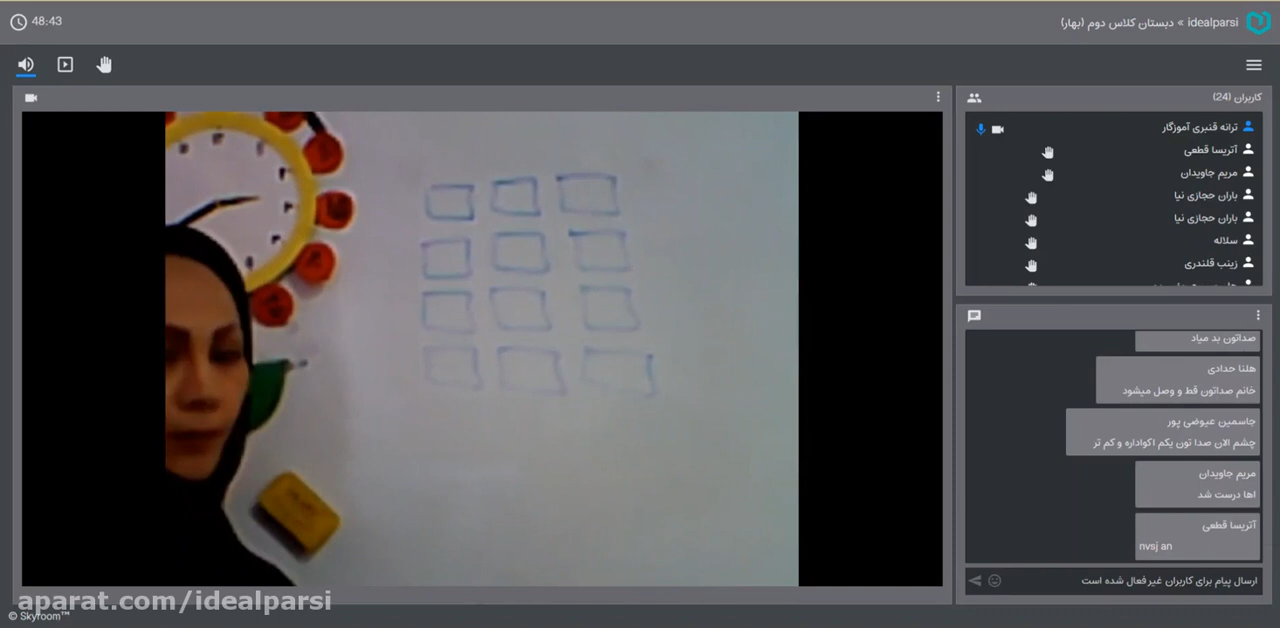 48:43
idealparsi » دبستان کلاس دوم (بهار)
کاربران (24)
ترانه قنبری آموزگار
آتریسا قطعی
مریم جاویدان
باران حجازی نیا
باران حجازی نیا
سلاله
زینب قلندری
صداتون بد میاد
هلنا حدادی
خانم صداتون قط و وصل میشود
جاسمین عیوضی پور
چشم الان صدا تون یکم اکواداره و کم تر
مریم جاویدان
اها درست شد
آتریسا قطعی
nvsj an
ارسال پیام برای کاربران غیر فعال شده است
aparat.com/idealparsi
© Skyroom™